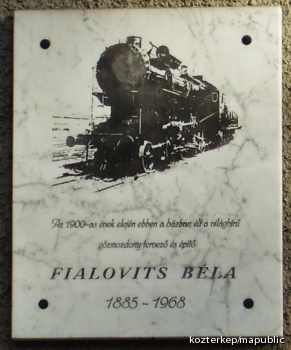 Az 1900-as évek elején ebben a házban élt a világhírű
gőzmozdony-tervező és építő
FIALOVITS BÉLA
1885 - 1968
kozterkep/mapublic